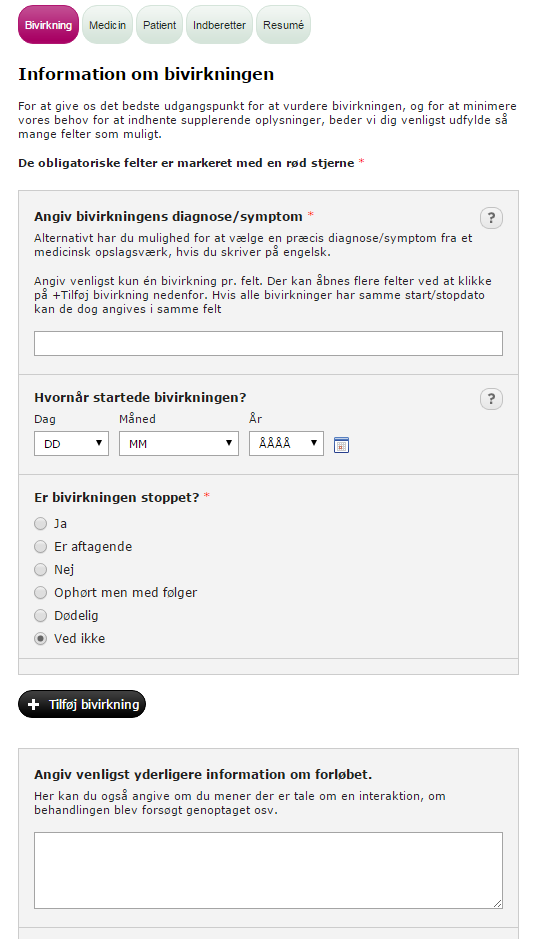 Bivirkning Medicin Patient Indberetter Resumé
Information om bivirkningen
For at give os det bedste udgangspunkt for at vurdere bivirkningen, og for at minimere
vores behov for at indhente supplerende oplysninger, beder vi dig venligst udfylde så
mange felter som muligt.
De obligatoriske felter er markeret med en rød stjerne *
Angiv bivirkningens diagnose/symptom * ?
Alternativt har du mulighed for at vælge en præcis diagnose/symptom fra et
medicinsk opslagsværk, hvis du skriver på engelsk.
Angiv venligst kun én bivirkning pr. felt. Der kan åbnes flere felter ved at klikke
på +Tilføj bivirkning nedenfor. Hvis alle bivirkninger har samme start/stopdato
kan de dog angives i samme felt
Hvornår startede bivirkningen? ?
Dag Måned År
DD MM ÅÅÅÅ
Er bivirkningen stoppet? *
Ja
Er aftagende
Nej
Ophørt men med følger
Dødelig
Ved ikke
+ Tilføj bivirkning
Angiv venligst yderligere information om forløbet.
Her kan du også angive om du mener der er tale om en interaktion, om
behandlingen blev forsøgt genoptaget osv.